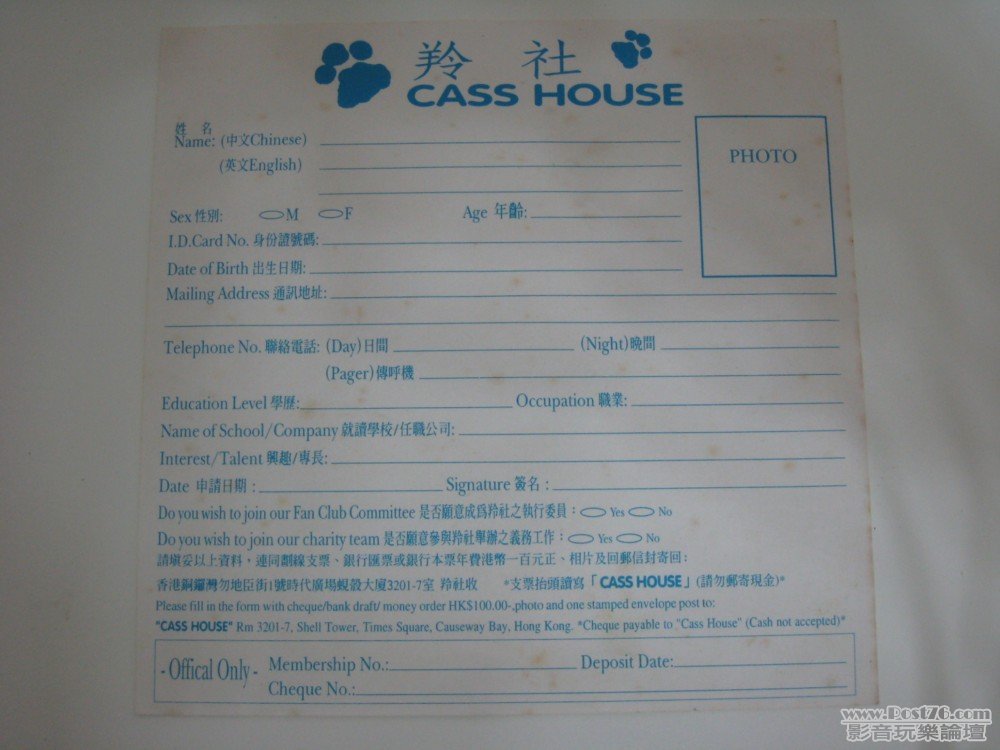 羚 社
CASS HOUSE
姓 名
Name: (中文Chinese)
(英文English)
PHOTO
Sex 性別: M F Age 年齡:
I.D.Card No. 身份證號碼:
Date of Birth 出生日期:
Mailing Address 通訊地址:
Telephone No. 聯絡電話: (Day)日間 (Night)晚間
(Pager)傳呼機
Education Level 學歷: Occupation 職業:
Name of School/Company 就讀學校/任職公司:
Interest/Talent 興趣/專長:
Date 申請日期 : Signature 簽名 :
Do you wish to join our Fan Club Committee 是否願意成爲羚社之執行委員 : Yes No
Do you wish to join our charity team 是否願意參與羚社舉辦之義務工作 : Yes No
請塡妥以上資料、連同劃線支票、銀行匯票或銀行本票年費港幣一百元正、相片及回郵信封寄回 :
香港銅鑼灣勿地臣街1號時代廣場蜆殼大廈3201-7室 羚社收 *支票抬頭請寫「CASS HOUSE」(請勿郵寄現金)*
Please fill in the form with cheque/bank draft/ money order HK$100.00-,photo and one stamped envelope post to:
"CASS HOUSE" Rm 3201-7, Shell Tower, Times Square, Causeway Bay, Hong Kong. *Cheque payable to "Cass House" (Cash not accepted)*
- Offical Only - Membership No.: Deposit Date:
Cheque No.:
www.Post76.com
影音玩樂論壇